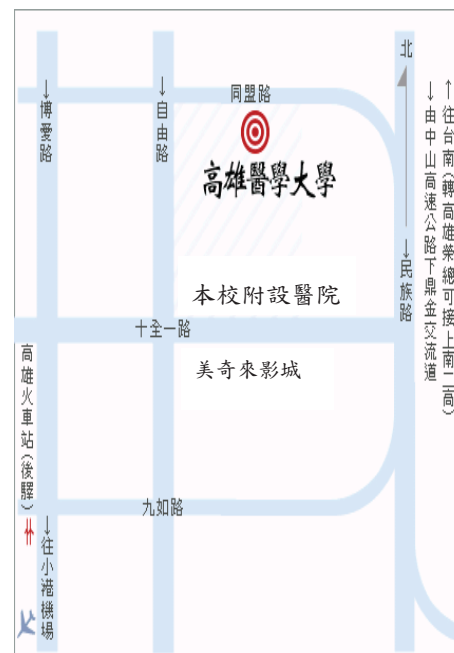 北
同盟路
↓博愛路
↓自由路
高雄醫學大學
↑往台南(轉高雄榮總可接上南二高)
↓由中山高速公路下鼎金交流道
↓民族路
本校附設醫院
十全一路
美奇來影城
高雄火車站(後驛)
九如路
↓往小港機場